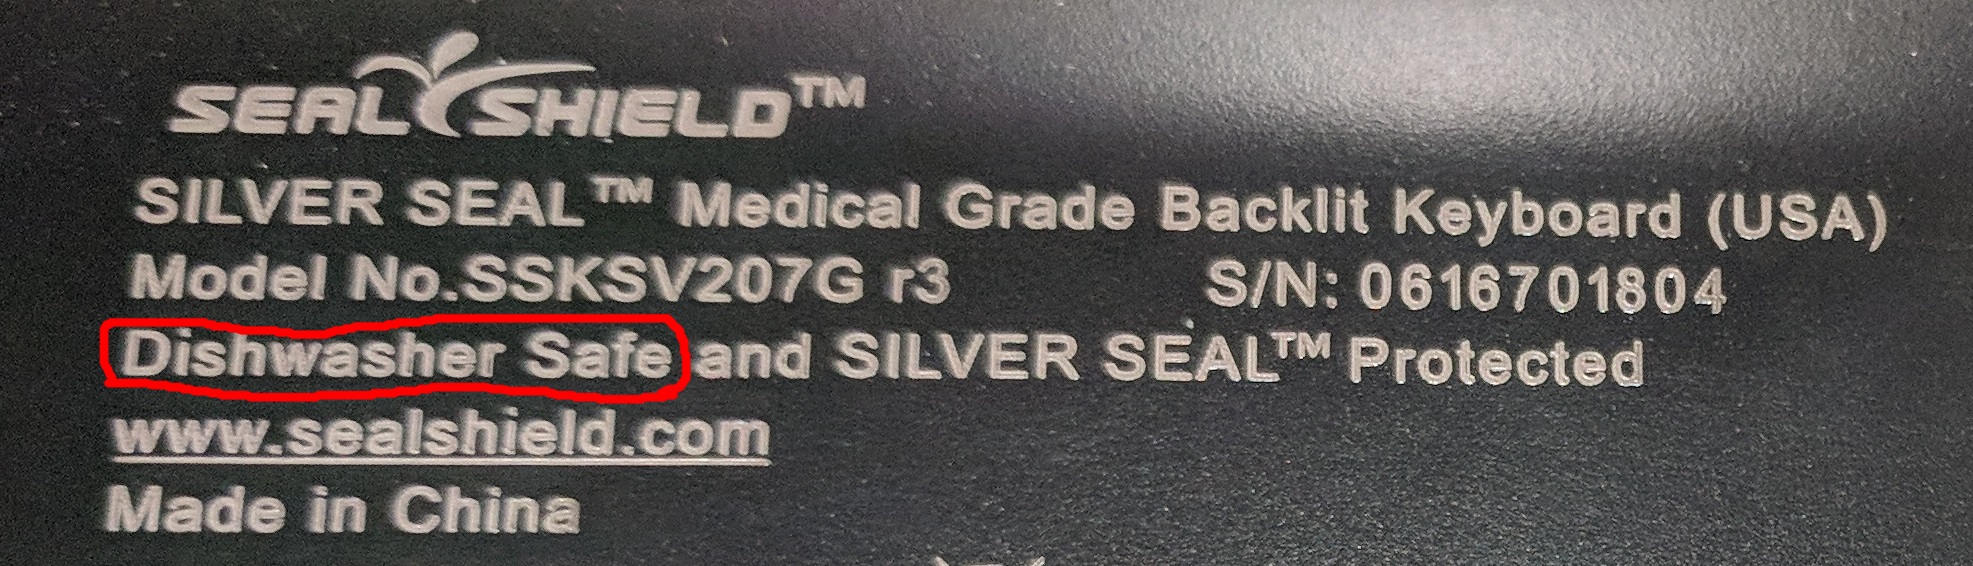 SEAL SHIELD™
SILVER SEAL™ Medical Grade Backlit Keyboard (USA)
Model No.SSKSV207G r3 S/N: 0616701804
Dishwasher Safe and SILVER SEAL™ Protected
www.sealshield.com
Made in China